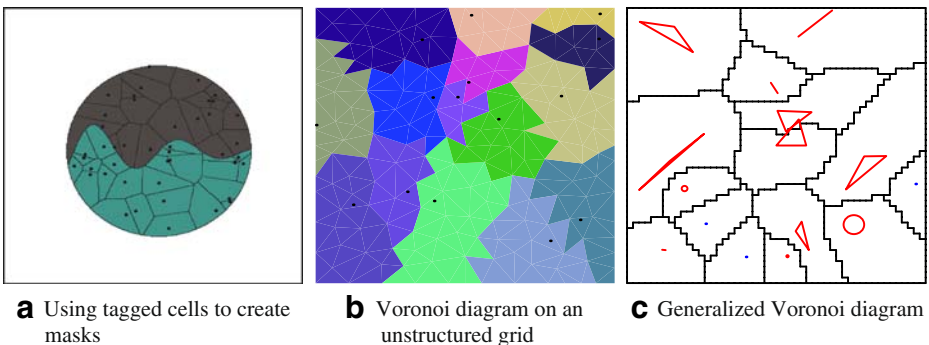 a Using tagged cells to create
masks
b Voronoi diagram on an
unstructured grid
c Generalized Voronoi diagram